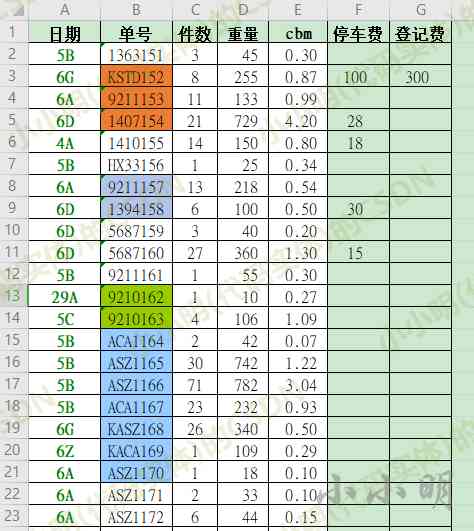 A B C D E F G
1 日期 单号 件数 重量 cbm 停车费 登记费
2 5B 1363151 3 45 0.30
3 6G KSTD152 8 255 0.87 100 300
4 6A 9211153 11 133 0.99
5 6D 1407154 21 729 4.20 28
6 4A 1410155 14 150 0.80 18
7 5B HX33156 1 25 0.34
8 6A 9211157 13 218 0.54
9 6D 1394158 6 100 0.50 30
10 6D 5687159 3 40 0.20
11 6D 5687160 27 360 1.30 15
12 5B 9211161 1 55 0.30
13 29A 9210162 1 10 0.27
14 5C 9210163 4 106 1.09
15 5B ACA1164 2 42 0.07
16 5B ASZ1165 30 742 1.22
17 5B ASZ1166 71 782 3.04
18 5B ACA1167 23 232 0.93
19 6G KASZ168 26 340 0.50
20 6Z KACA169 1 109 0.29
21 6A ASZ1170 1 18 0.10
22 6A ASZ1171 2 33 0.10
23 6A ASZ1172 6 44 0.15
小小明